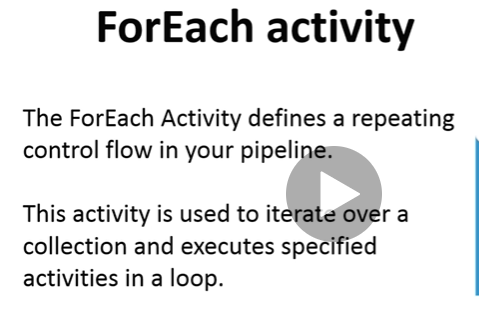 ForEach activity
The ForEach Activity defines a repeating
control flow in your pipeline.
This activity is used to iterate over a
collection and executes specified
activities in a loop.